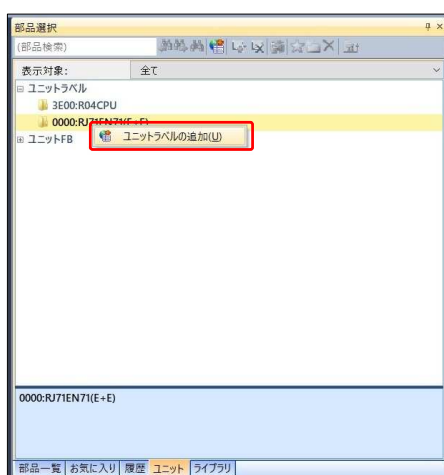 部品選択
(部品検索)
表示対象: 全て
ユニットラベル
3E00:R04CPU
0000:RJ71EN71(E+E)
ユニットラベルの追加(U)
ユニットFB
0000:RJ71EN71(E+E)
部品一覧 お気に入り 履歴 ユニット ライブラリ